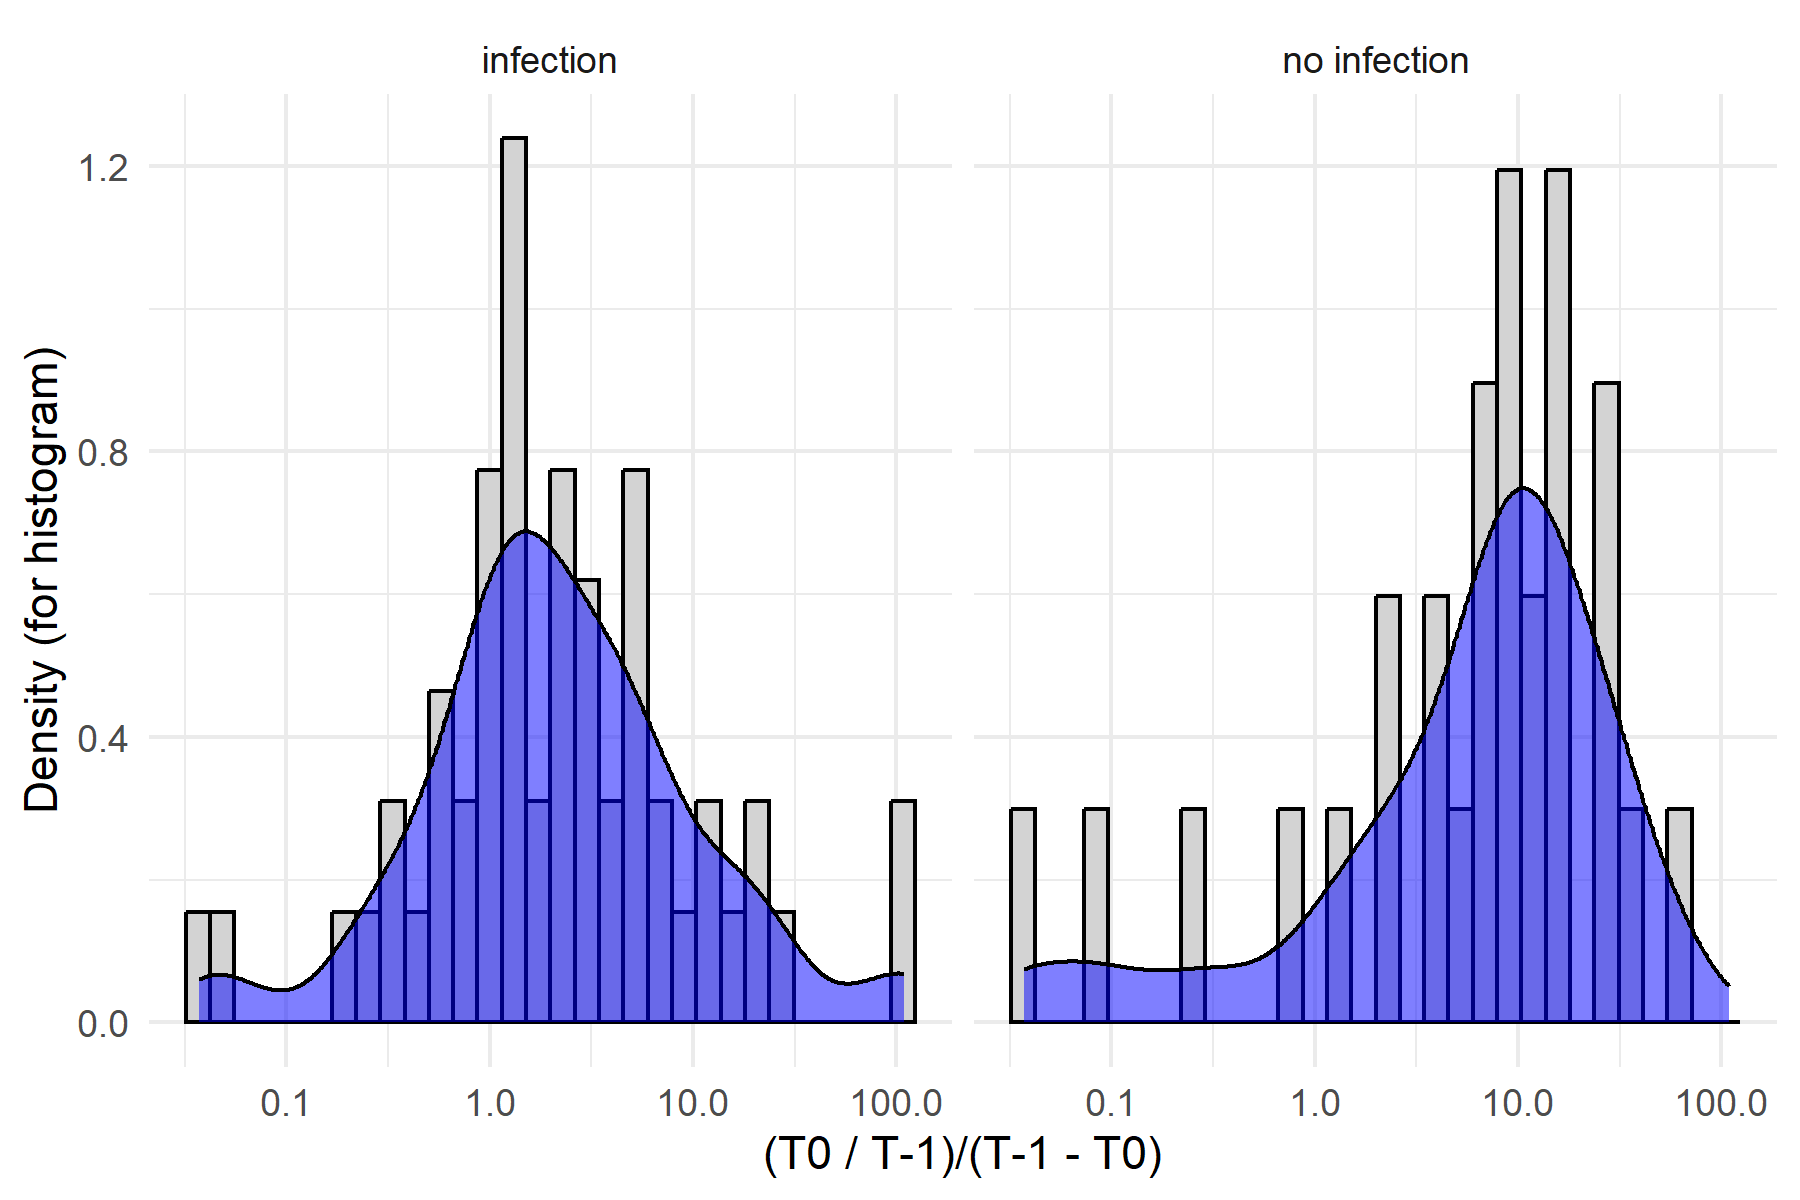 infection
no infection
Density (for histogram)
1.2
0.8
0.4
0.0
0.1 1.0 10.0 100.0
0.1 1.0 10.0 100.0
(T0 / T-1)/(T-1 - T0)